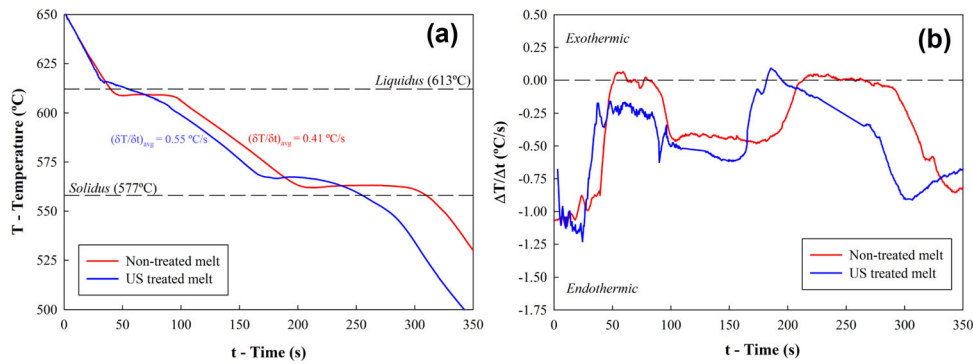 (a)
650
625
600
575
550
525
500
T - Temperature (ºC)
Liquidus (613ºC)
(δT/δt)avg = 0.55 ºC/s
(δT/δt)avg = 0.41 ºC/s
Solidus (577ºC)
Non-treated melt
US treated melt
0 50 100 150 200 250 300 350
t - Time (s)
(b)
0.50
0.25
0.00
-0.25
-0.50
-0.75
-1.00
-1.25
-1.50
-1.75
ΔT/Δt (ºC/s)
Exothermic
Endothermic
Non-treated melt
US treated melt
0 50 100 150 200 250 300 350
t - Time (s)